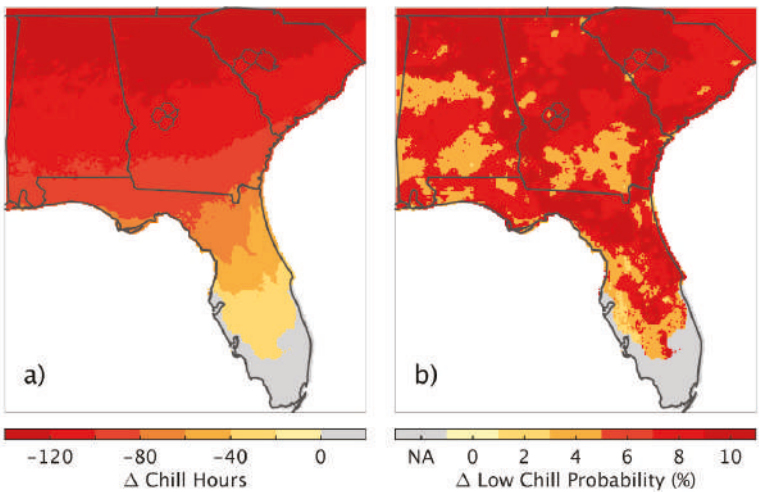 a)
b)
-120 -80 -40 0
Δ Chill Hours
NA 0 2 4 6 8 10
Δ Low Chill Probability (%)